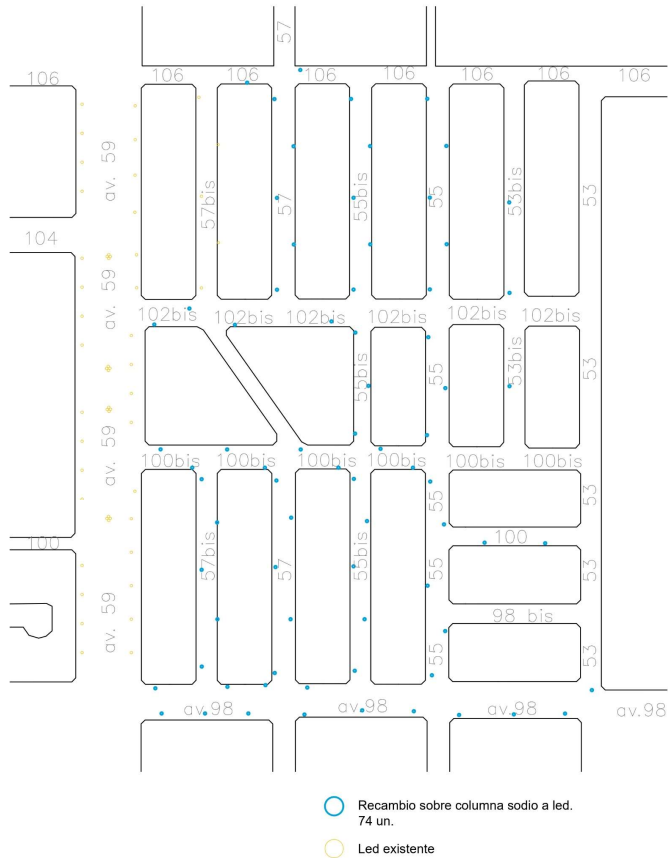 57
106
106
106
106
106
106
106
106
av. 59
57bis
57
55bis
55
53bis
53
104
av. 59
102bis
102bis
102bis
102bis
102bis
102bis
55bis
55
53bis
53
av. 59
100bis
100bis
100bis
100bis
100bis
100bis
55
53
100
100
57bis
57
55bis
53
av. 59
98 bis
55
53
av.98
av.98
av.98
av.98
Recambio sobre columna sodio a led.
74 un.
Led existente